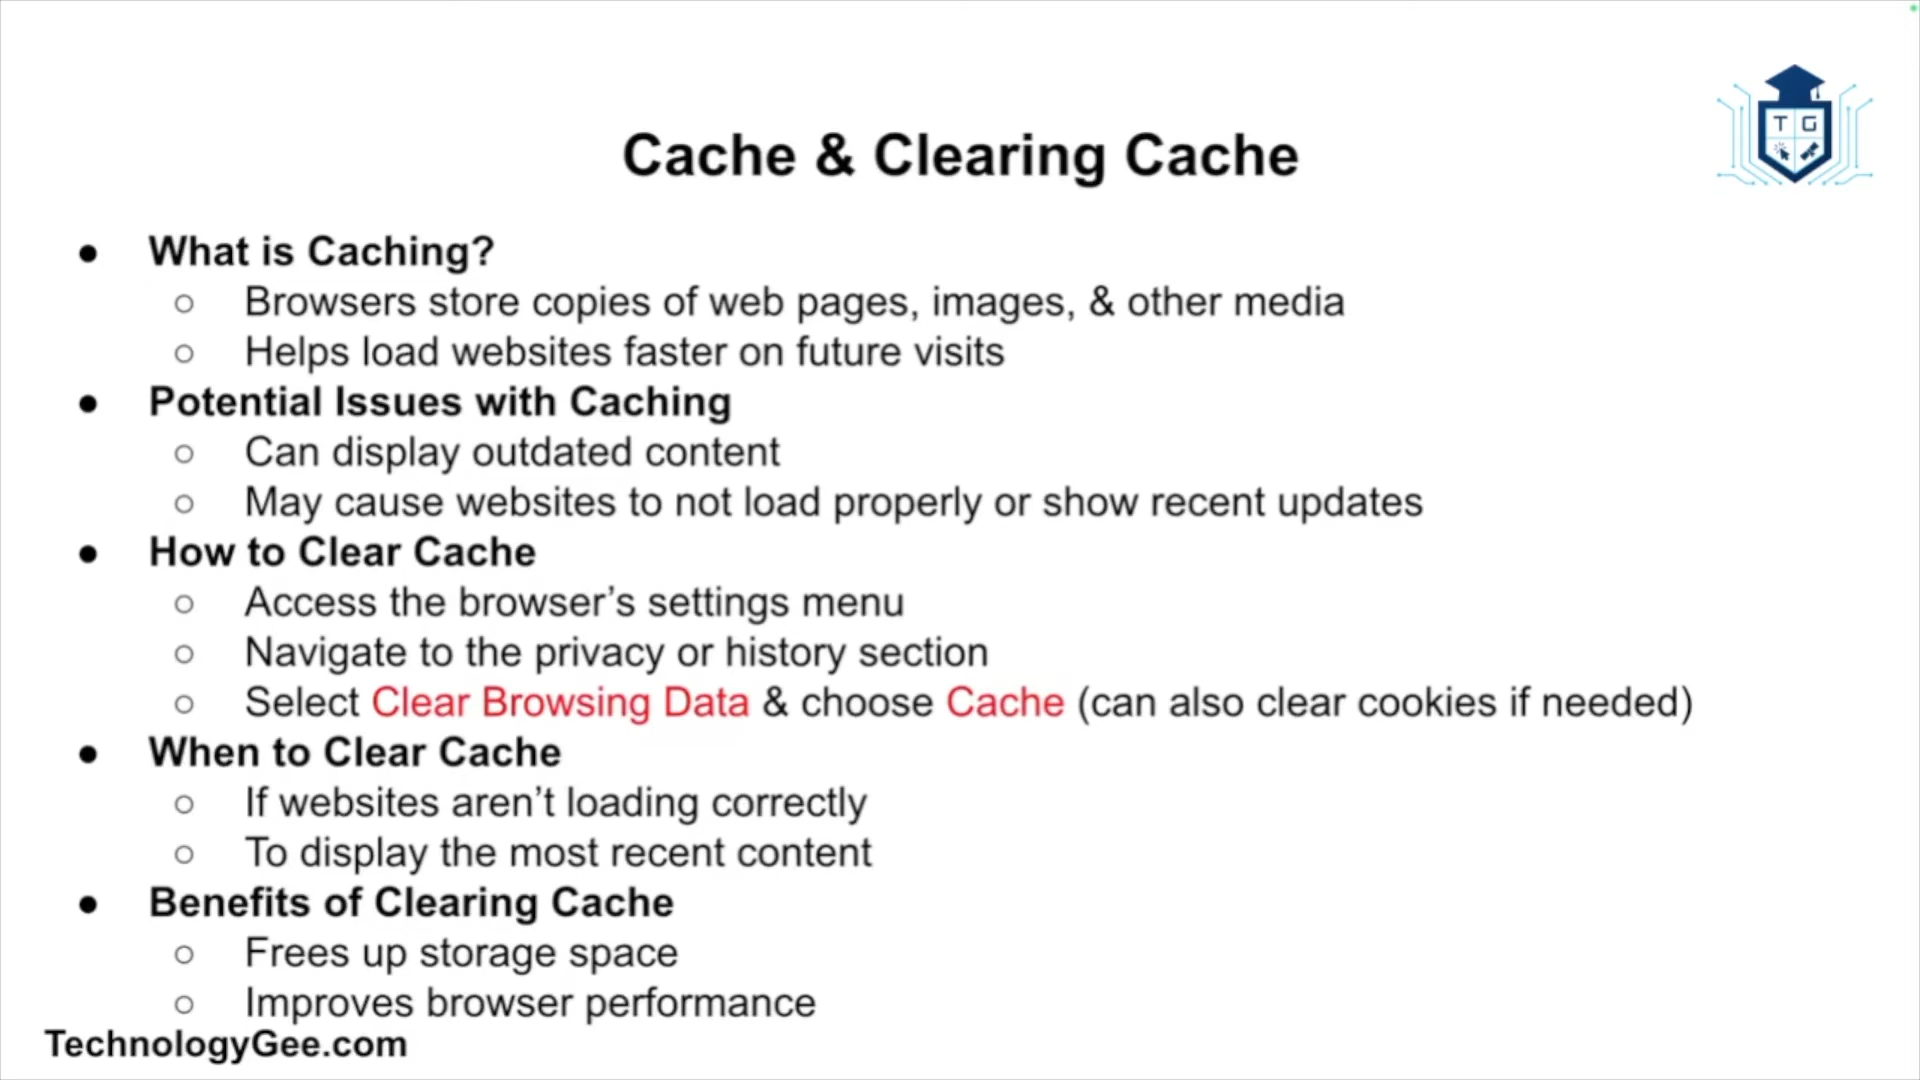 Cache & Clearing Cache
T G
● What is Caching?
○ Browsers store copies of web pages, images, & other media
○ Helps load websites faster on future visits
● Potential Issues with Caching
○ Can display outdated content
○ May cause websites to not load properly or show recent updates
● How to Clear Cache
○ Access the browser’s settings menu
○ Navigate to the privacy or history section
○ Select Clear Browsing Data & choose Cache (can also clear cookies if needed)
● When to Clear Cache
○ If websites aren’t loading correctly
○ To display the most recent content
● Benefits of Clearing Cache
○ Frees up storage space
○ Improves browser performance
TechnologyGee.com